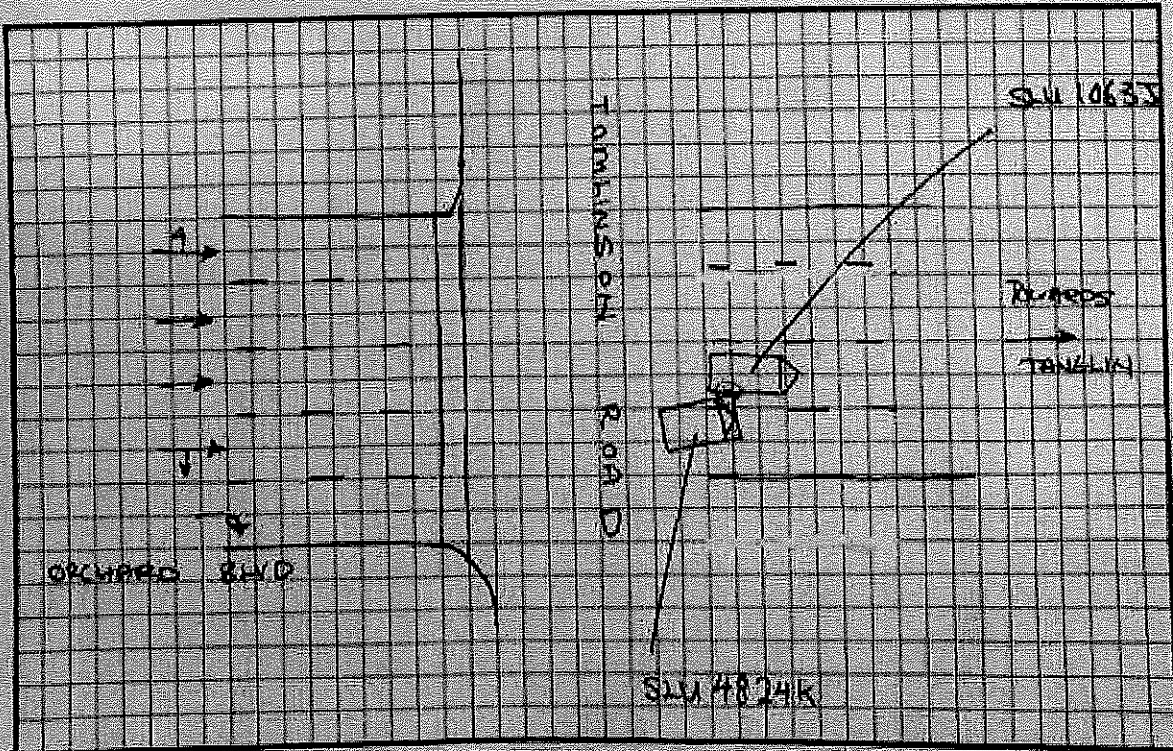 SLU 1063J
TOMLINSON ROAD
TOWARDS
TANGLIN
ORCHARD BLVD
SLU 4824K